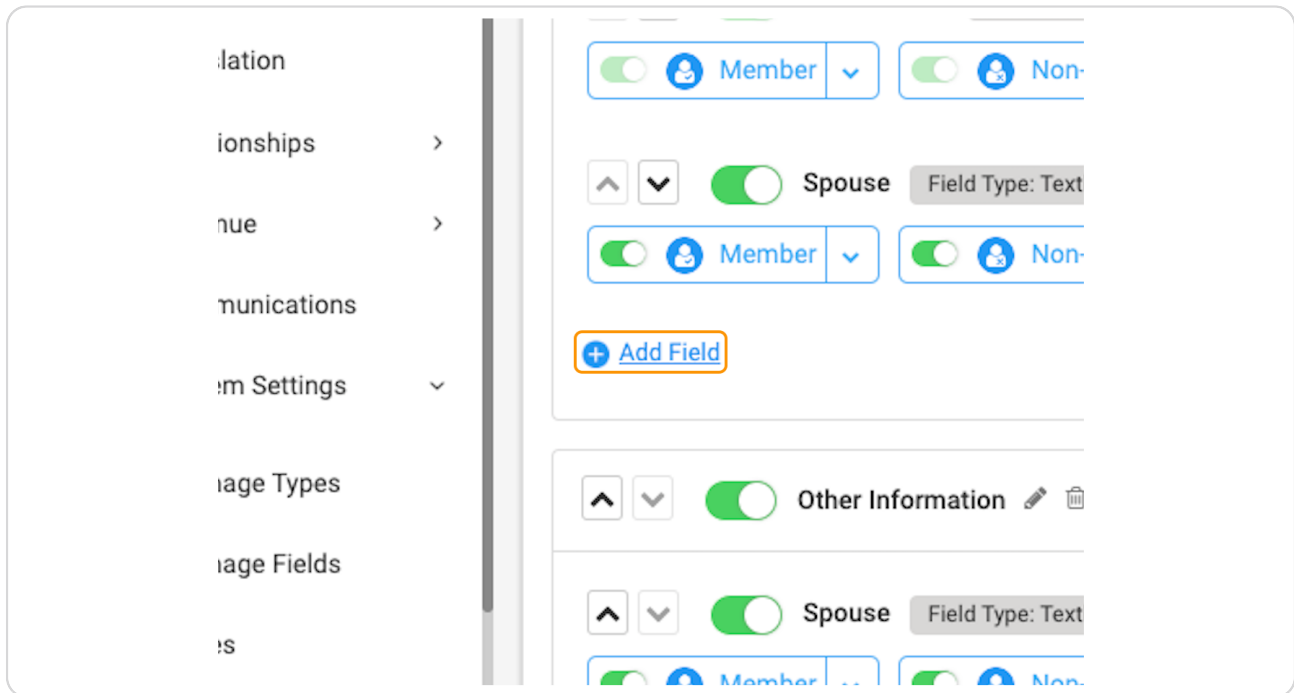 lation
ionships
nue
munications
em Settings
nage Types
nage Fields
es
Member
Non-
Spouse
Field Type: Text
Member
Non-
Add Field
Other Information
Spouse
Field Type: Text
Member
Non-